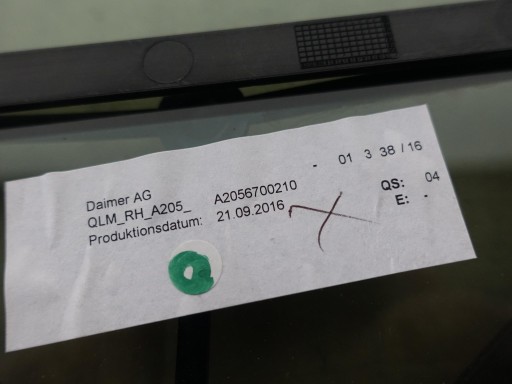 Daimer AG - 01 3 38 / 16
QLM_RH_A205_ A2056700210 QS: 04
Produktionsdatum: 21.09.2016 E: -